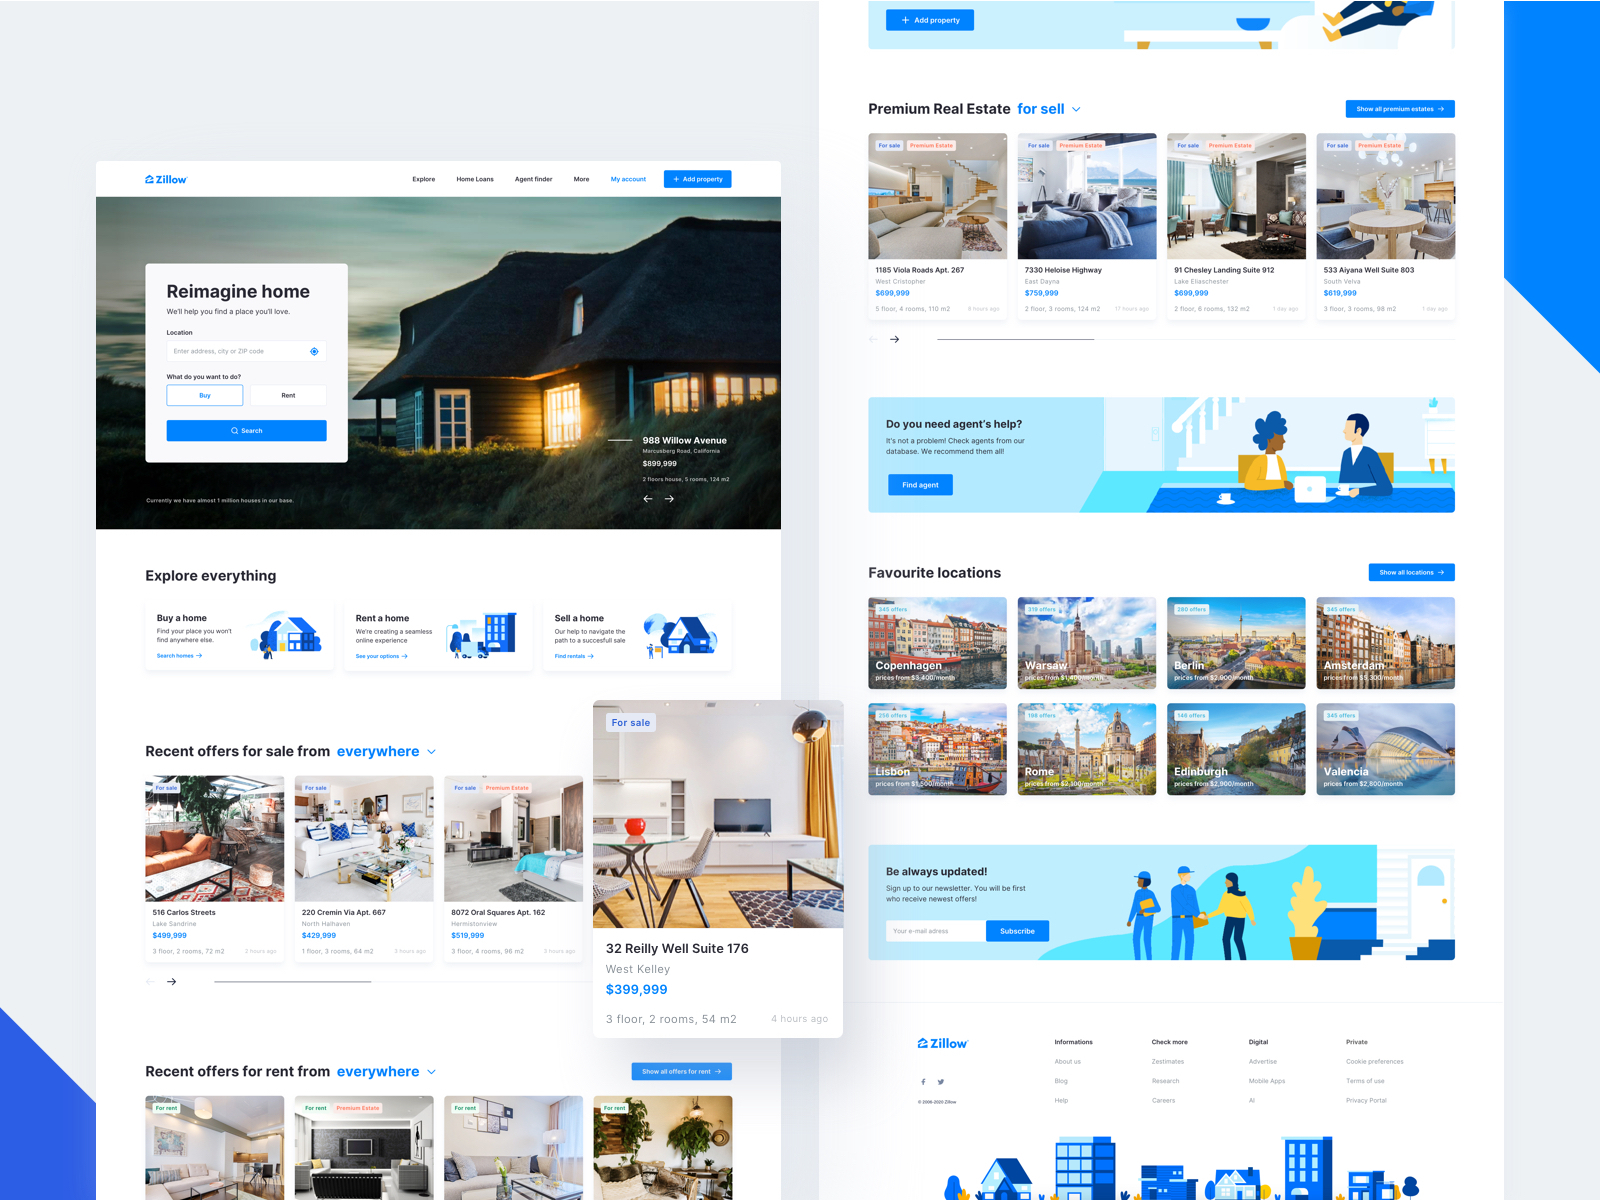 Zillow
Explore
Home Loans
Agent finder
More
My account
+ Add property
Reimagine home
We'll help you find a place you'll love.
Location
Enter address, city or ZIP code
What do you want to do?
Buy
Rent
Search
988 Willow Avenue
Marcusberg Road, California
$899,999
2 floors house, 5 rooms, 124 m2
Currently we have almost 1 million houses in our base.
Explore everything
Buy a home
Find your place you won't
find anywhere else.
Search homes →
Rent a home
We're creating a seamless
online experience
See your options →
Sell a home
Our help to navigate the
path to a succesfull sale
Find rentals →
Recent offers for sale from everywhere
For sale
516 Carlos Streets
Lake Sandrine
$499,999
3 floor, 2 rooms, 72 m2
2 hours ago
For sale
220 Cremin Via Apt. 667
North Halhaven
$429,999
1 floor, 3 rooms, 64 m2
3 hours ago
For sale
Premium Estate
8072 Oral Squares Apt. 162
Hermistonview
$519,999
3 floor, 4 rooms, 96 m2
3 hours ago
For sale
32 Reilly Well Suite 176
West Kelley
$399,999
3 floor, 2 rooms, 54 m2
4 hours ago
Recent offers for rent from everywhere
Show all offers for rent →
For rent
For rent
Premium Estate
For rent
For rent
+ Add property
Premium Real Estate for sell
Show all premium estates →
For sale
Premium Estate
1185 Viola Roads Apt. 267
West Cristopher
$699,999
5 floor, 4 rooms, 110 m2
8 hours ago
For sale
Premium Estate
7330 Heloise Highway
East Dayna
$759,999
2 floor, 3 rooms, 124 m2
17 hours ago
For sale
Premium Estate
91 Chesley Landing Suite 912
Lake Eliaschester
$699,999
2 floor, 6 rooms, 132 m2
1 day ago
For sale
Premium Estate
533 Aiyana Well Suite 803
South Velva
$619,999
3 floor, 3 rooms, 98 m2
1 day ago
Do you need agent's help?
It's not a problem! Check agents from our
database. We recommend them all!
Find agent
Favourite locations
Show all locations →
345 offers
Copenhagen
prices from $3,400/month
319 offers
Warsaw
prices from $1,400/month
280 offers
Berlin
prices from $2,900/month
345 offers
Amsterdam
prices from $5,300/month
256 offers
Lisbon
prices from $1,500/month
188 offers
Rome
prices from $2,100/month
146 offers
Edinburgh
prices from $2,900/month
345 offers
Valencia
prices from $2,800/month
Be always updated!
Sign up to our newsletter. You will be first
who receive newest offers!
Your e-mail adress
Subscribe
Zillow
© 2006-2020 Zillow
Informations
About us
Blog
Help
Check more
Zestimates
Research
Careers
Digital
Advertise
Mobile Apps
AI
Private
Cookie preferences
Terms of use
Privacy Portal